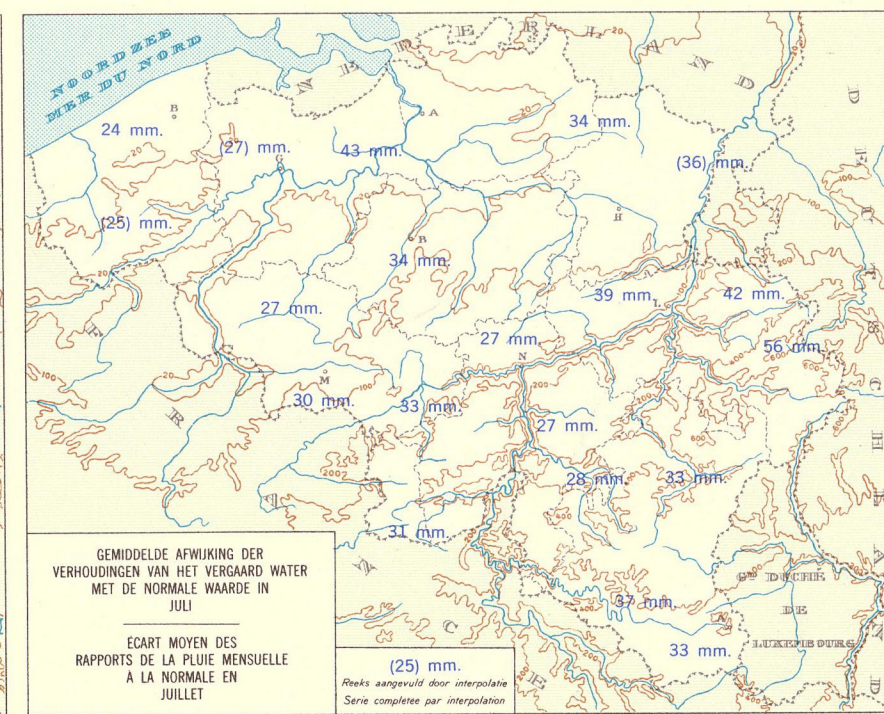 NOORDZEE
MER DU NORD
NEDERLAND
B
A
24 mm.
(27) mm.
G
43 mm.
34 mm.
(36) mm.
(25) mm.
B
34 mm.
H
39 mm.
L
42 mm.
27 mm.
27 mm.
56 mm.
N
M
30 mm.
33 mm.
27 mm.
28 mm.
33 mm.
31 mm.
37 mm
A
33 mm.
Gd DUCHÉ
DE
LUXEMBOURG
GEMIDDELDE AFWIJKING DER
VERHOUDINGEN VAN HET VERGAARD WATER
MET DE NORMALE WAARDE IN
JULI
ÉCART MOYEN DES
RAPPORTS DE LA PLUIE MENSUELLE
À LA NORMALE EN
JUILLET
(25) mm.
Reeks aangevuld door interpolatie
Série complétée par interpolation